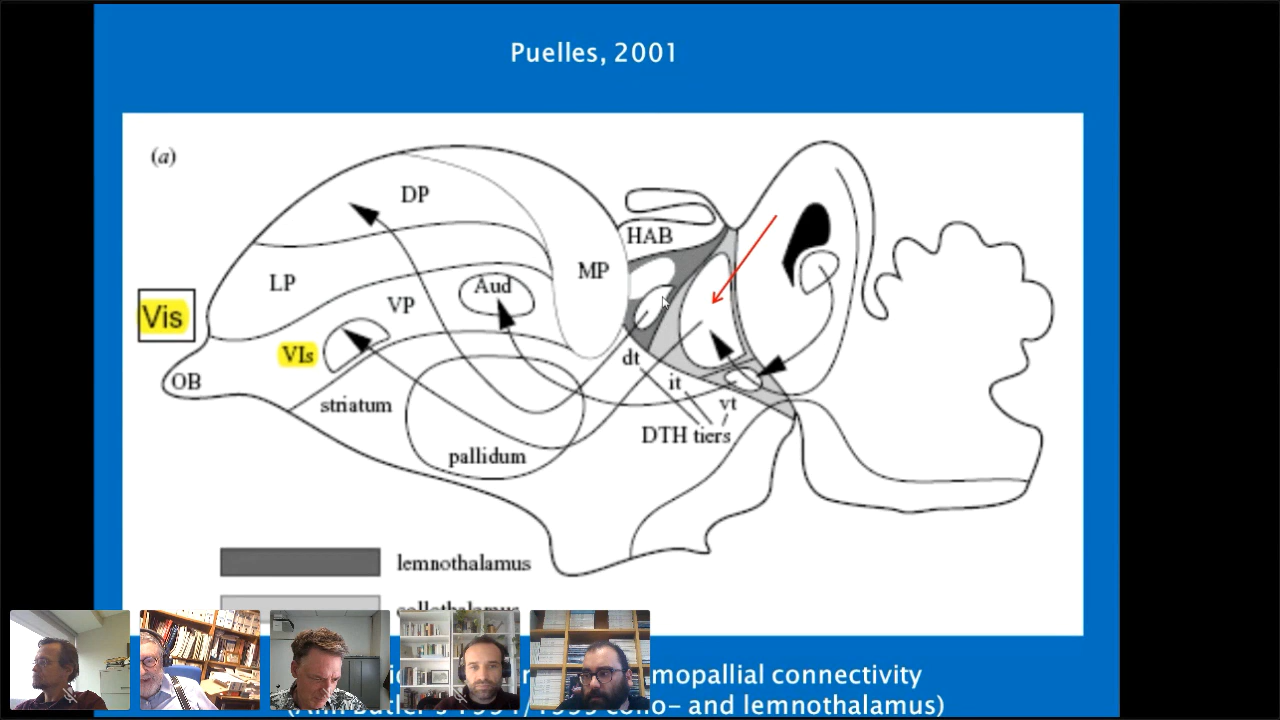 Puelles, 2001
(a)
DP
HAB
LP
MP
Aud
VP
Vis
VIs
dt
OB
it
striatum
vt
DTH tiers
pallidum
lemnothalamus
collothalamus
mopallial connectivity
collo- and lemnothalamus)